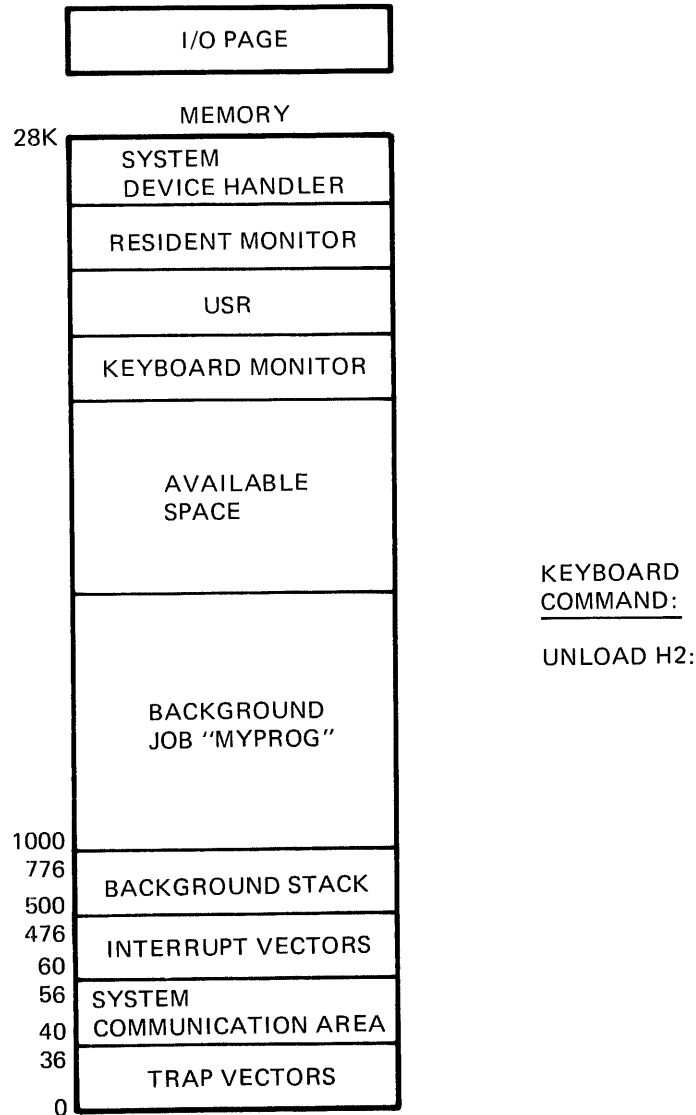 I/O PAGE
MEMORY
28K
SYSTEM
DEVICE HANDLER
RESIDENT MONITOR
USR
KEYBOARD MONITOR
AVAILABLE
SPACE
KEYBOARD
COMMAND:
UNLOAD H2:
BACKGROUND
JOB "MYPROG"
1000
776
BACKGROUND STACK
500
476
INTERRUPT VECTORS
60
56
SYSTEM
COMMUNICATION AREA
40
36
TRAP VECTORS
0